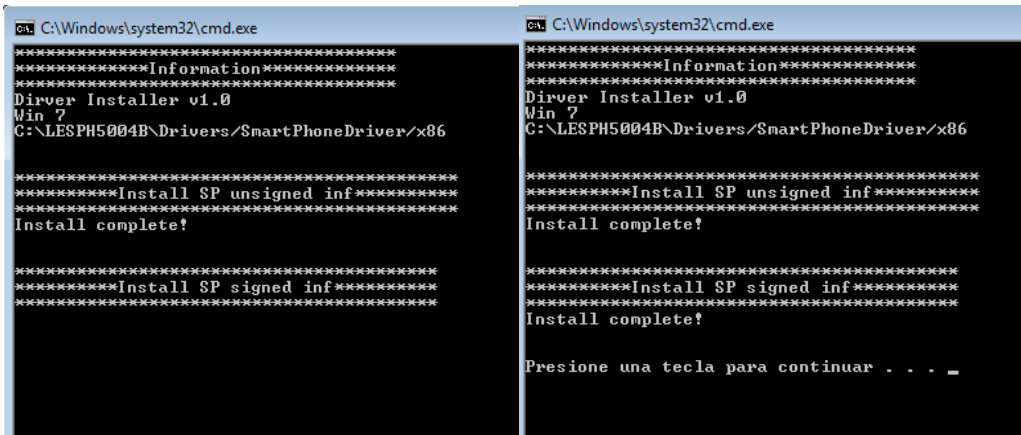 C:\Windows\system32\cmd.exe
*************************************
*************Information*************
*************************************
Dirver Installer v1.0
Win 7
C:\LESPH5004B\Drivers/SmartPhoneDriver/x86
*******************************************
**********Install SP unsigned inf**********
*******************************************
Install complete!
*****************************************
**********Install SP signed inf**********
*****************************************
C:\Windows\system32\cmd.exe
*************************************
*************Information*************
*************************************
Dirver Installer v1.0
Win 7
C:\LESPH5004B\Drivers/SmartPhoneDriver/x86
*******************************************
**********Install SP unsigned inf**********
*******************************************
Install complete!
*****************************************
**********Install SP signed inf**********
*****************************************
Install complete!
Presione una tecla para continuar . . . _